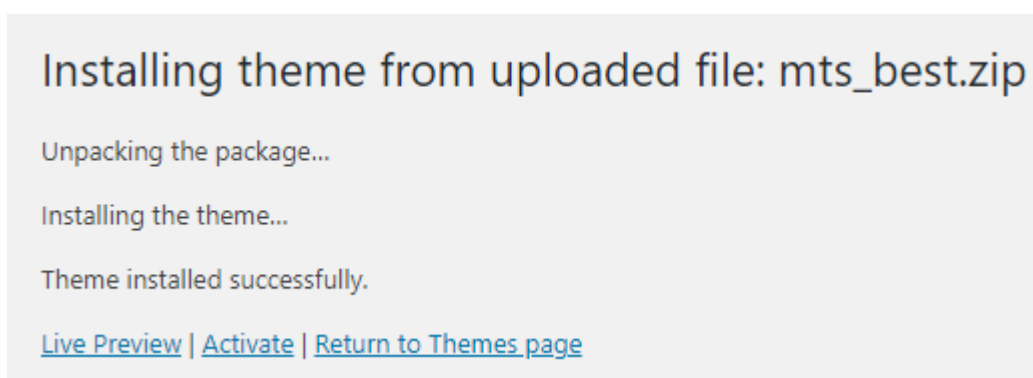 Installing theme from uploaded file: mts_best.zip
Unpacking the package...
Installing the theme...
Theme installed successfully.
Live Preview | Activate | Return to Themes page